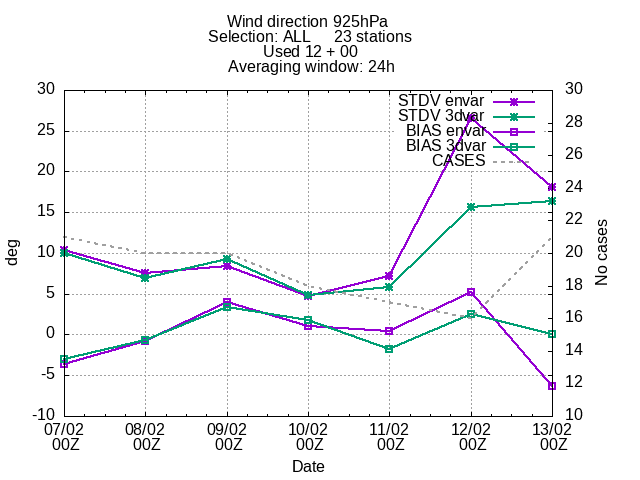 Wind direction 925hPa
Selection: ALL 23 stations
Used 12 + 00
Averaging window: 24h
STDV envar
STDV 3dvar
BIAS envar
BIAS 3dvar
CASES
30
25
20
15
10
5
0
-5
-10
deg
30
28
26
24
22
20
18
16
14
12
10
No cases
07/02 08/02 09/02 10/02 11/02 12/02 13/02
00Z 00Z 00Z 00Z 00Z 00Z 00Z
Date